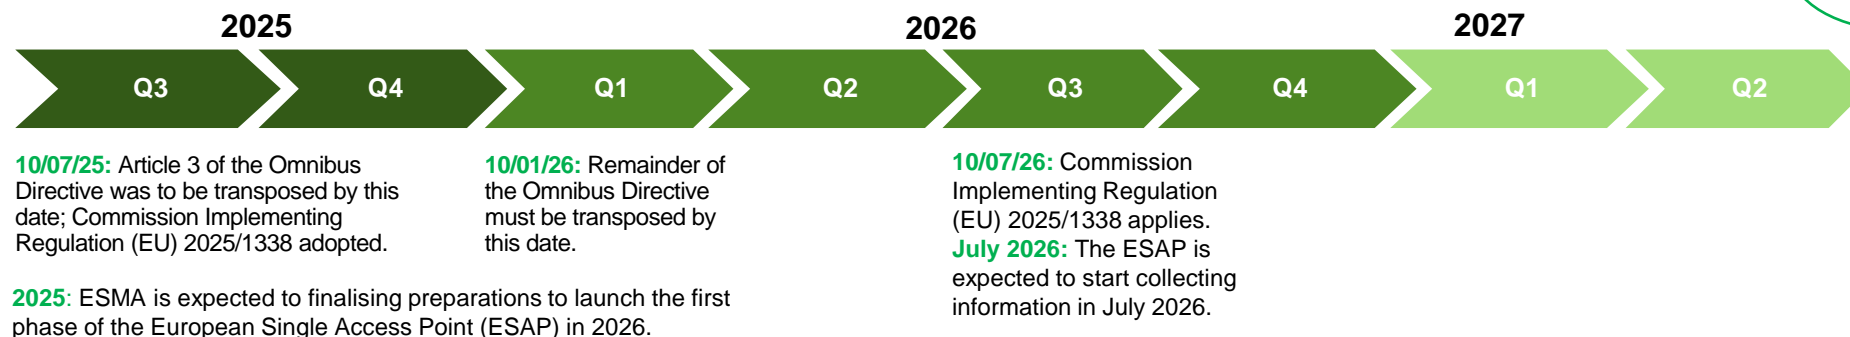 2025
2026
2027
Q3
Q4
Q1
Q2
Q3
Q4
Q1
Q2
10/07/25: Article 3 of the Omnibus
Directive was to be transposed by this
date; Commission Implementing
Regulation (EU) 2025/1338 adopted.
10/01/26: Remainder of
the Omnibus Directive
must be transposed by
this date.
10/07/26: Commission
Implementing Regulation
(EU) 2025/1338 applies.
July 2026: The ESAP is
expected to start collecting
information in July 2026.
2025: ESMA is expected to finalising preparations to launch the first
phase of the European Single Access Point (ESAP) in 2026.